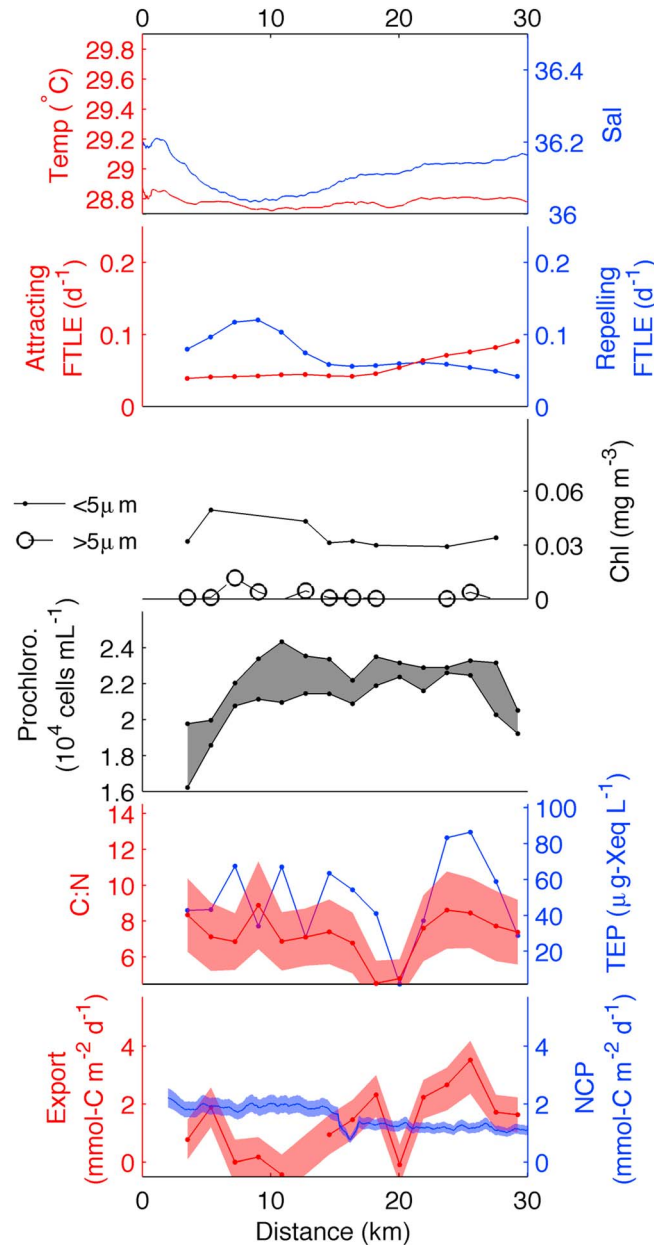 0 10 20 30
29.8
29.6
29.4
29.2
29
28.8
Temp (°C)
36.4
36.2
36
Sal
0.2
0.1
0
Attracting
FTLE (d-1)
0.2
0.1
0
Repelling
FTLE (d-1)
<5μm
>5μm
0.06
0.03
0
Chl (mg m-3)
2.4
2.2
2
1.8
1.6
Prochloro.
(10⁴ cells mL-1)
14
12
10
8
6
C:N
100
80
60
40
20
TEP (μg-Xeq L-1)
4
2
0
Export
(mmol-C m-2 d-1)
4
2
0
NCP
(mmol-C m-2 d-1)
0 10 20 30
Distance (km)